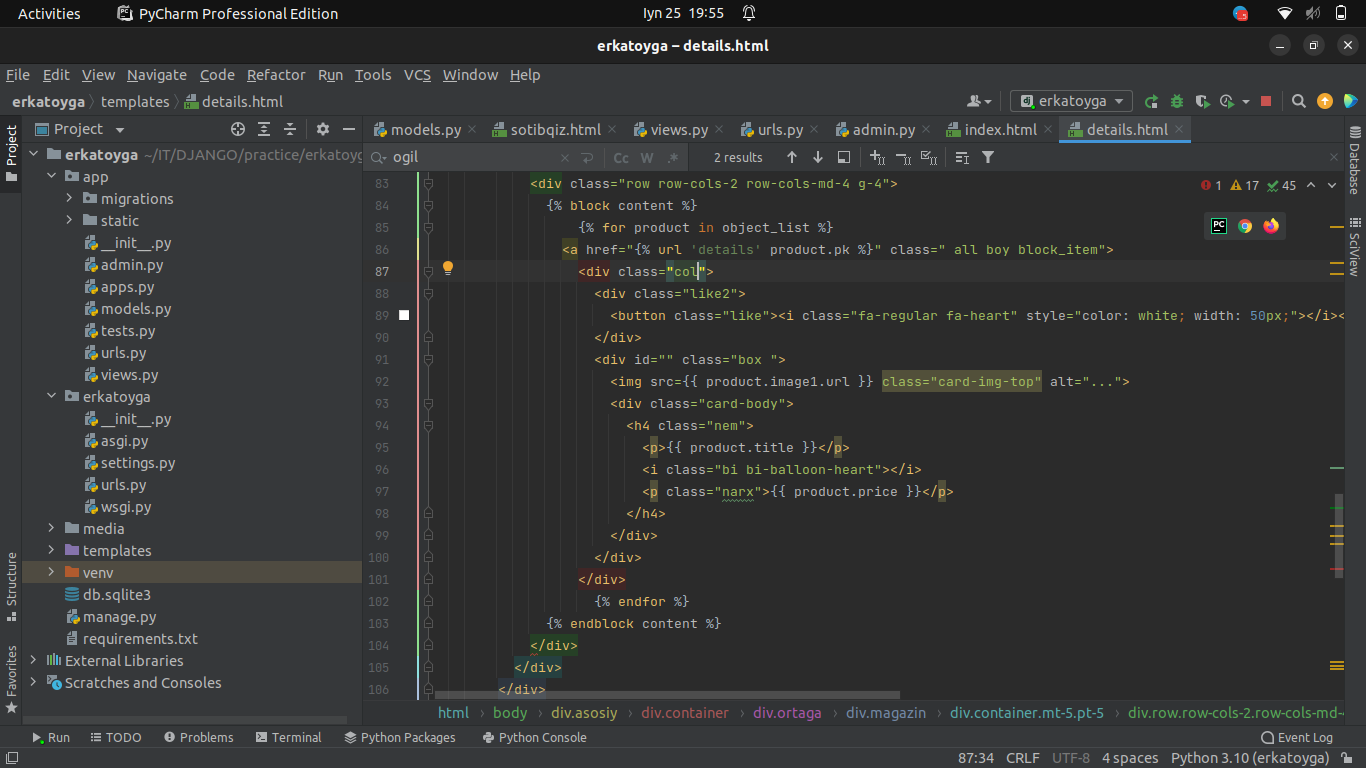 Activities PyCharm Professional Edition Iyn 25 19:55
erkatoyga – details.html
File Edit View Navigate Code Refactor Run Tools VCS Window Help
erkatoyga templates details.html erkatoyga
Project models.py sotibqiz.html views.py urls.py admin.py index.html details.html
ogil Cc W .* 2 results
Project
Structure
Favorites
erkatoyga ~/IT/DJANGO/practice/erkatoyg
app
migrations
static
__init__.py
admin.py
apps.py
models.py
tests.py
urls.py
views.py
erkatoyga
__init__.py
asgi.py
settings.py
urls.py
wsgi.py
media
templates
venv
db.sqlite3
manage.py
requirements.txt
External Libraries
Scratches and Consoles
1 17 45
83 <div class="row row-cols-2 row-cols-md-4 g-4">
84 {% block content %}
85 {% for product in object_list %}
86 <a href="{% url 'details' product.pk %}" class=" all boy block_item">
87 <div class="col">
88 <div class="like2">
89 <button class="like"><i class="fa-regular fa-heart" style="color: white; width: 50px;"></i><
90 </div>
91 <div id="" class="box ">
92 <img src={{ product.image1.url }} class="card-img-top" alt="...">
93 <div class="card-body">
94 <h4 class="nem">
95 <p>{{ product.title }}</p>
96 <i class="bi bi-balloon-heart"></i>
97 <p class="narx">{{ product.price }}</p>
98 </h4>
99 </div>
100 </div>
101 </div>
102 {% endfor %}
103 {% endblock content %}
104 </div>
105 </div>
106 </div>
Database
SciView
html body div.asosiy div.container div.ortaga div.magazin div.container.mt-5.pt-5 div.row.row-cols-2.row-cols-md-4
Run TODO Problems Terminal Python Packages Python Console Event Log
87:34 CRLF UTF-8 4 spaces Python 3.10 (erkatoyga)